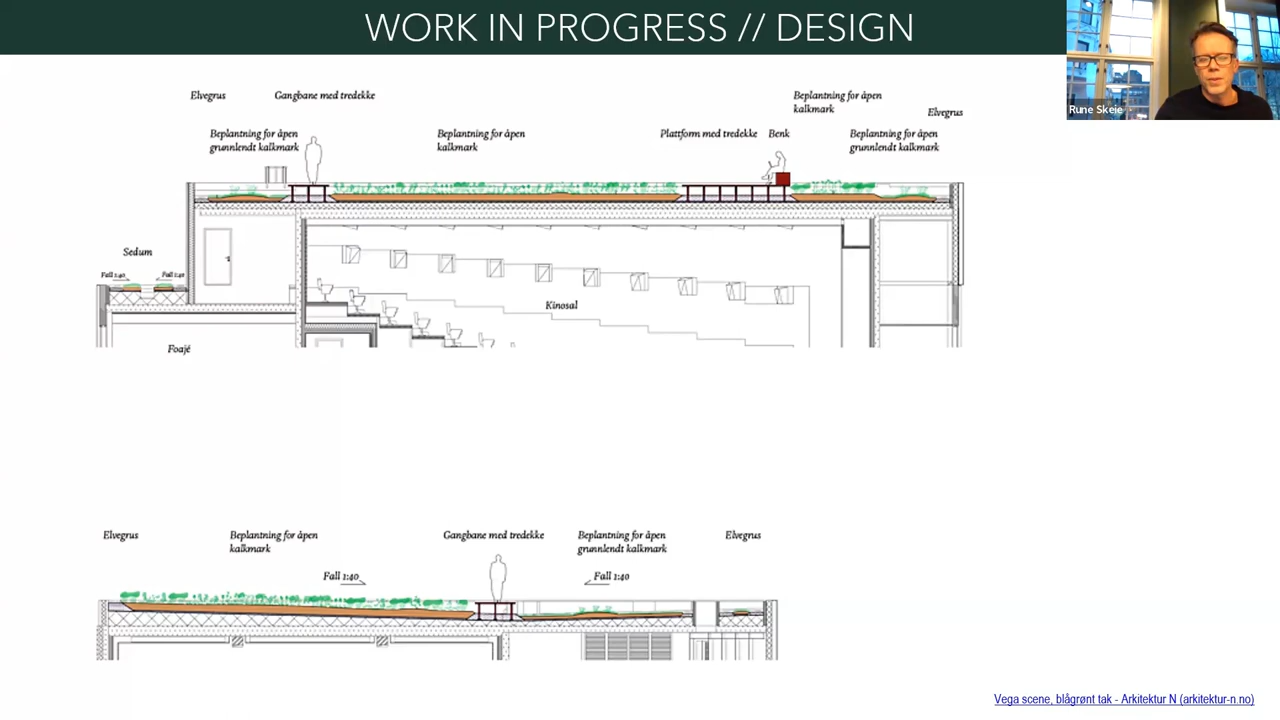 WORK IN PROGRESS // DESIGN
Rune Skeie
Elvegrus
Gangbane med tredekke
Beplantning for åpen
kalkmark
Elvegrus
Beplantning for åpen
grunnlendt kalkmark
Beplantning for åpen
kalkmark
Plattform med tredekke
Benk
Beplantning for åpen
grunnlendt kalkmark
Sedum
Fall 1:40
Fall 1:40
Kinosal
Foajé
Elvegrus
Beplantning for åpen
kalkmark
Gangbane med tredekke
Beplantning for åpen
grunnlendt kalkmark
Elvegrus
Fall 1:40
Fall 1:40
Vega scene, blågrønt tak - Arkitektur N (arkitektur-n.no)